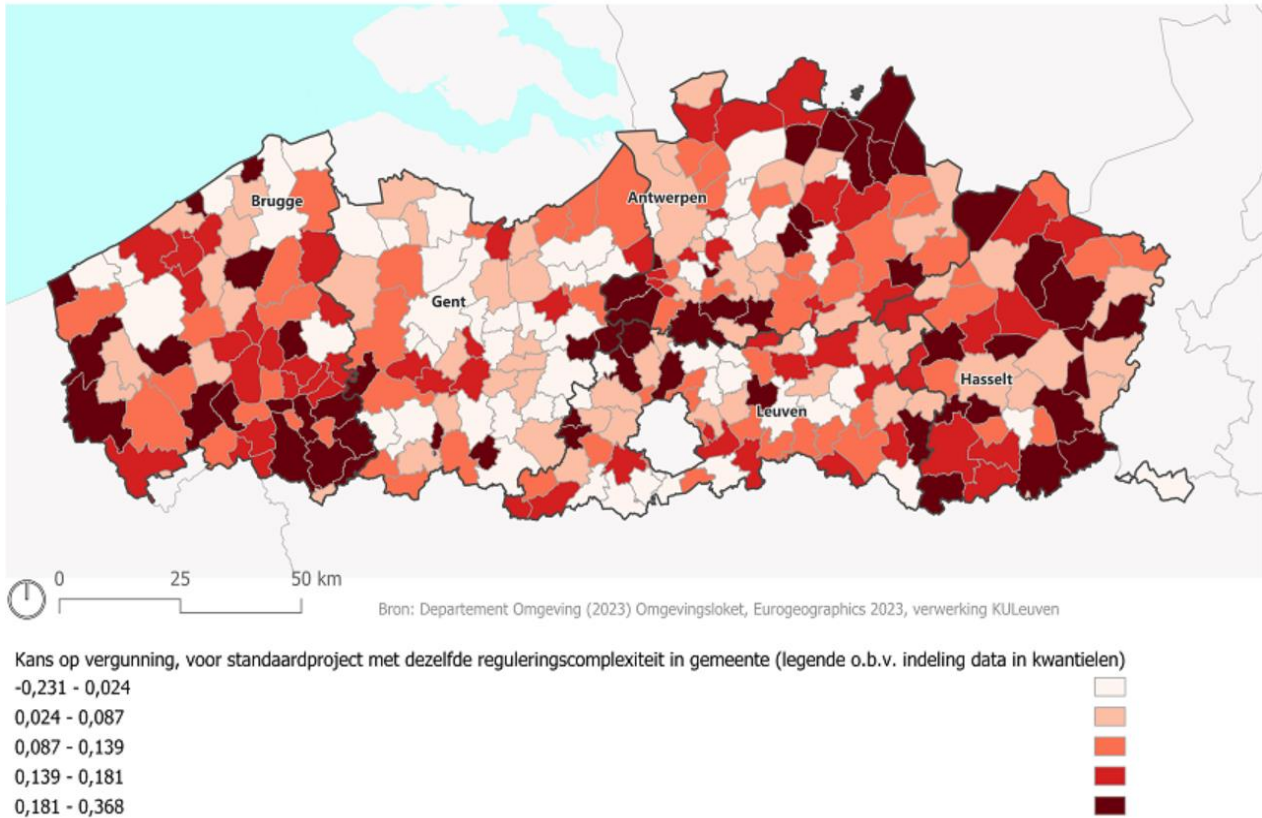 Brugge
Antwerpen
Gent
Hasselt
Leuven
0 25 50 km
Bron: Departement Omgeving (2023) Omgevingsloket, Eurogeographics 2023, verwerking KULeuven
Kans op vergunning, voor standaardproject met dezelfde reguleringscomplexiteit in gemeente (legende o.b.v. indeling data in kwantielen)
-0,231 - 0,024
0,024 - 0,087
0,087 - 0,139
0,139 - 0,181
0,181 - 0,368